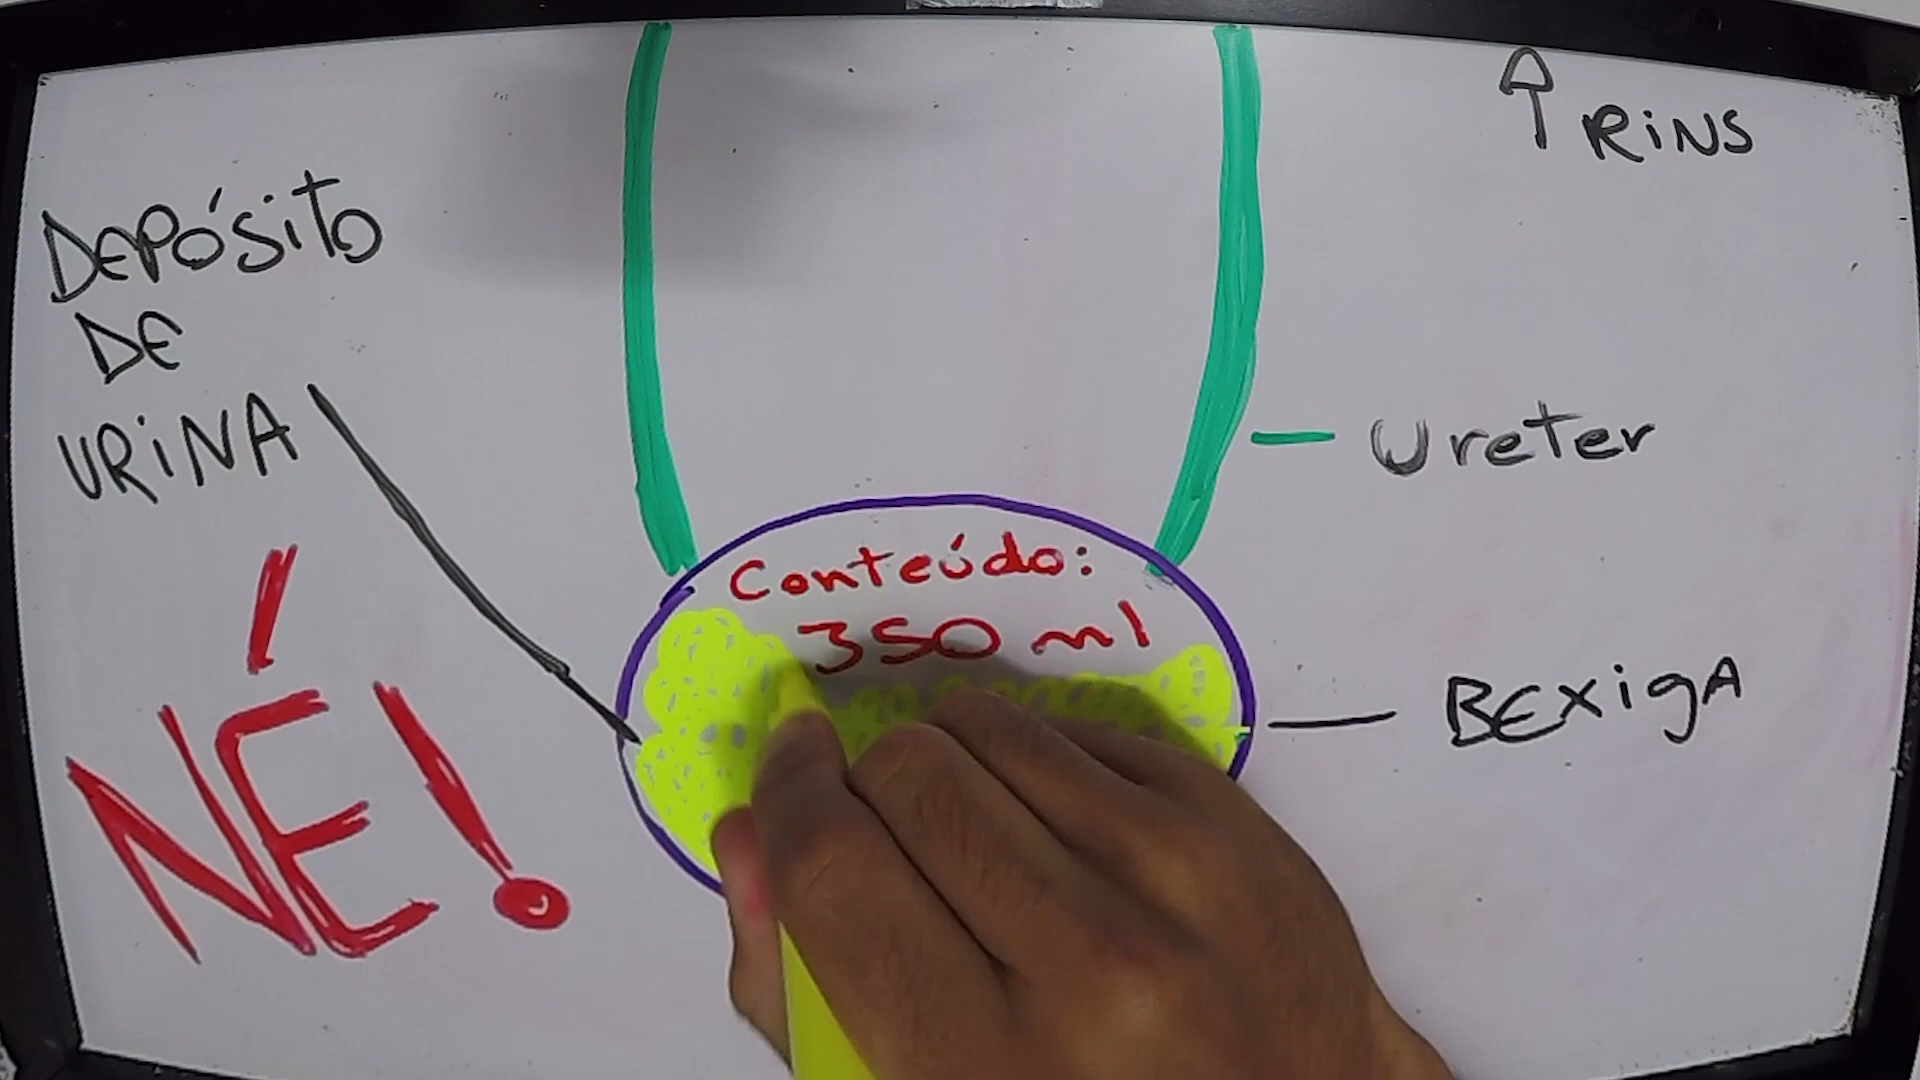 DEPÓSITO
DE
URINA
NÉ!
Conteúdo:
350 ml
RiNS
Ureter
BEXigA